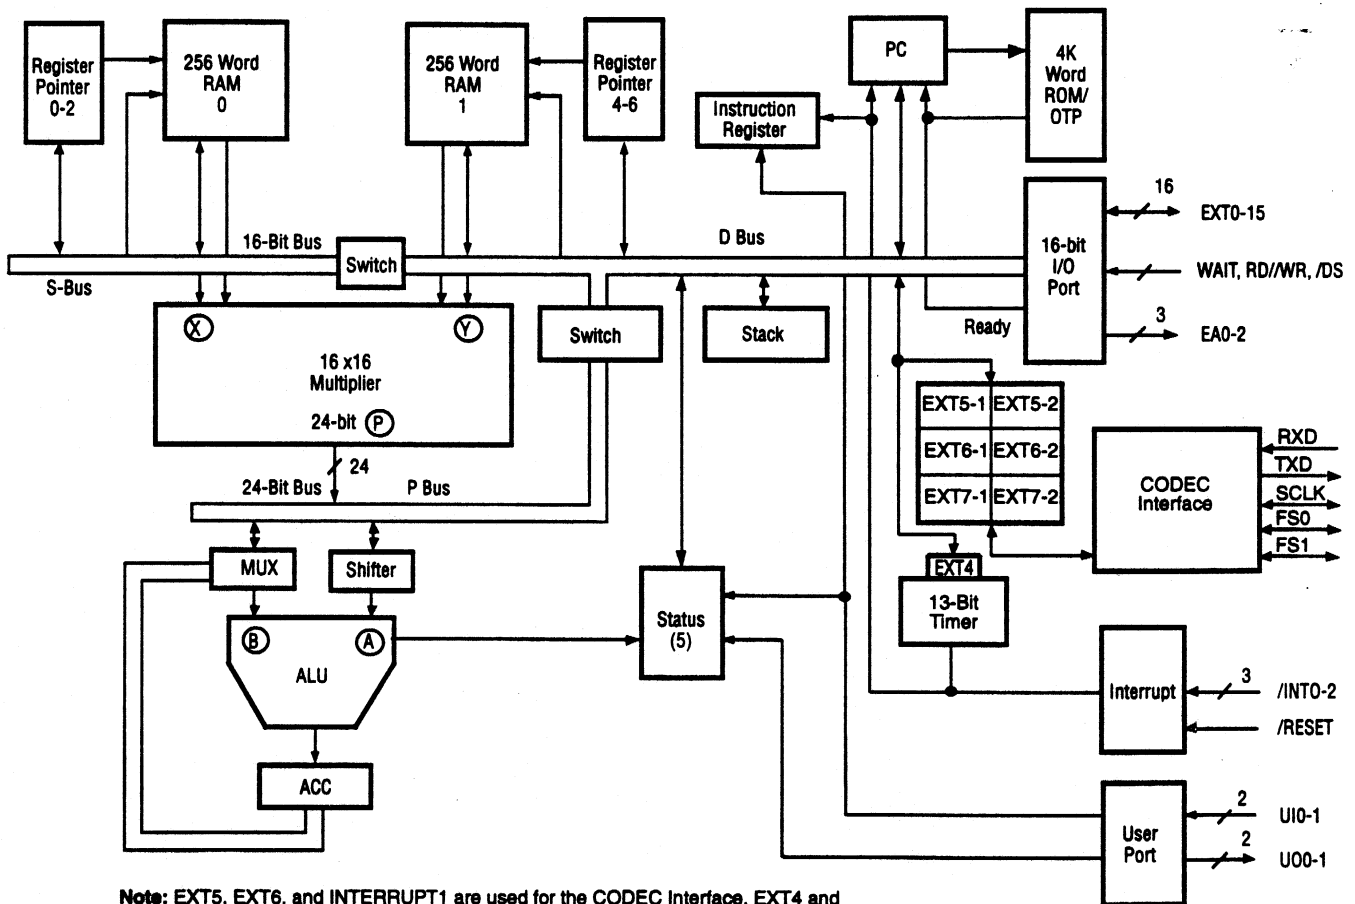 Register
Pointer
0-2
256 Word
RAM
0
256 Word
RAM
1
Register
Pointer
4-6
PC
4K
Word
ROM/
OTP
Instruction
Register
16
EXT0-15
16-bit
I/O
Port
WAIT, RD//WR, /DS
3
EA0-2
16-Bit Bus
Switch
D Bus
S-Bus
X
Y
16 x16
Multiplier
24-bit
P
Switch
Stack
Ready
EXT5-1
EXT5-2
EXT6-1
EXT6-2
EXT7-1
EXT7-2
CODEC
Interface
RXD
TXD
SCLK
FS0
FS1
24
24-Bit Bus
P Bus
MUX
Shifter
EXT4
13-Bit
Timer
B
A
ALU
Status
(5)
Interrupt
3
/INT0-2
/RESET
ACC
User
Port
2
UI0-1
2
UO0-1
Note: EXT5, EXT6, and INTERRUPT1 are used for the CODEC Interface. EXT4 and